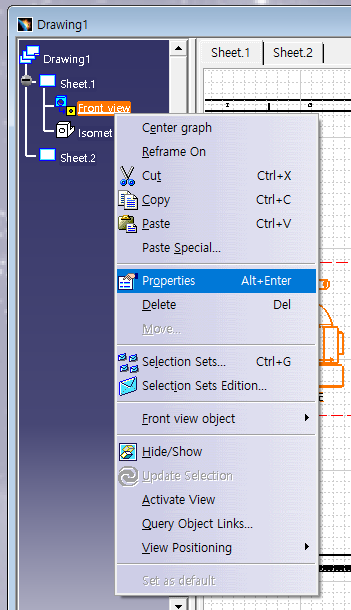 Drawing1
Drawing1
Sheet.1
Front view
Isomet
Sheet.2
Sheet.1
Sheet.2
Center graph
Reframe On
Cut Ctrl+X
Copy Ctrl+C
Paste Ctrl+V
Paste Special...
Properties Alt+Enter
Delete Del
Move...
Selection Sets... Ctrl+G
Selection Sets Edition...
Front view object
Hide/Show
Update Selection
Activate View
Query Object Links...
View Positioning
Set as default